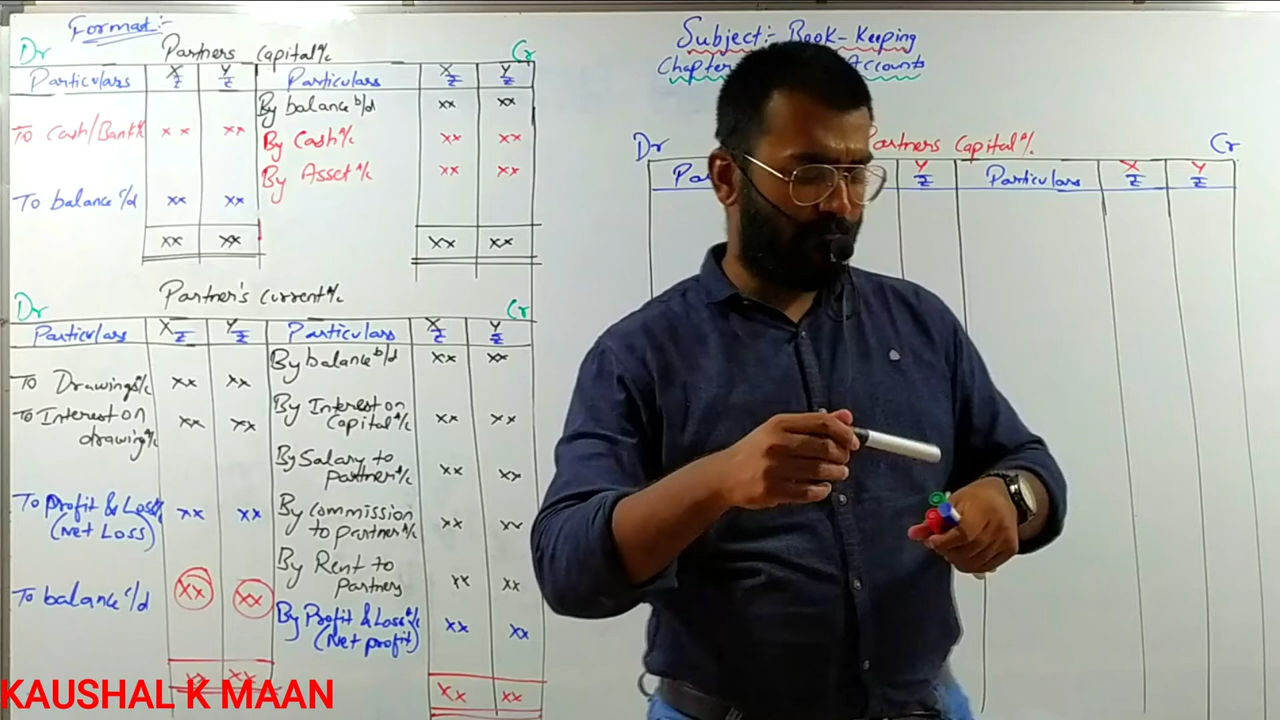 Format:-
Dr Partners Capital a/c Cr
Particulars X Y Particulars X Y
₹ ₹ ₹ ₹
By balance b/d xx xx
To Cash/Bank a/c xx xx By Cash a/c xx xx
By Asset a/c xx xx
To balance c/d xx xx
xx xx xx xx
Dr Partner's current a/c Cr
Particulars X Y Particulars X Y
₹ ₹ ₹ ₹
By balance b/d xx xx
To Drawings a/c xx xx
To Interest on
drawing a/c xx xx
By Interest on
Capital a/c xx xx
By Salary to
partner a/c xx xx
To Profit & Loss a/c
(Net Loss) xx xx
By Commission
to partner a/c xx xx
By Rent to
Partners xx xx
To balance c/d xx xx
By Profit & Loss a/c
(Net profit) xx xx
xx xx xx xx
Subject:- Book-Keeping
Chapter Accounts
Dr Partners Capital a/c Cr
Y Particulars X Y
₹ ₹ ₹
KAUSHAL K MAAN